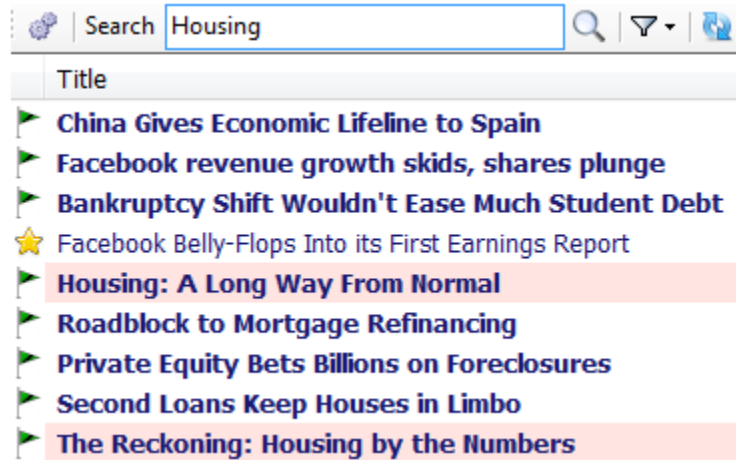 Search Housing
Title
China Gives Economic Lifeline to Spain
Facebook revenue growth skids, shares plunge
Bankruptcy Shift Wouldn't Ease Much Student Debt
Facebook Belly-Flops Into its First Earnings Report
Housing: A Long Way From Normal
Roadblock to Mortgage Refinancing
Private Equity Bets Billions on Foreclosures
Second Loans Keep Houses in Limbo
The Reckoning: Housing by the Numbers